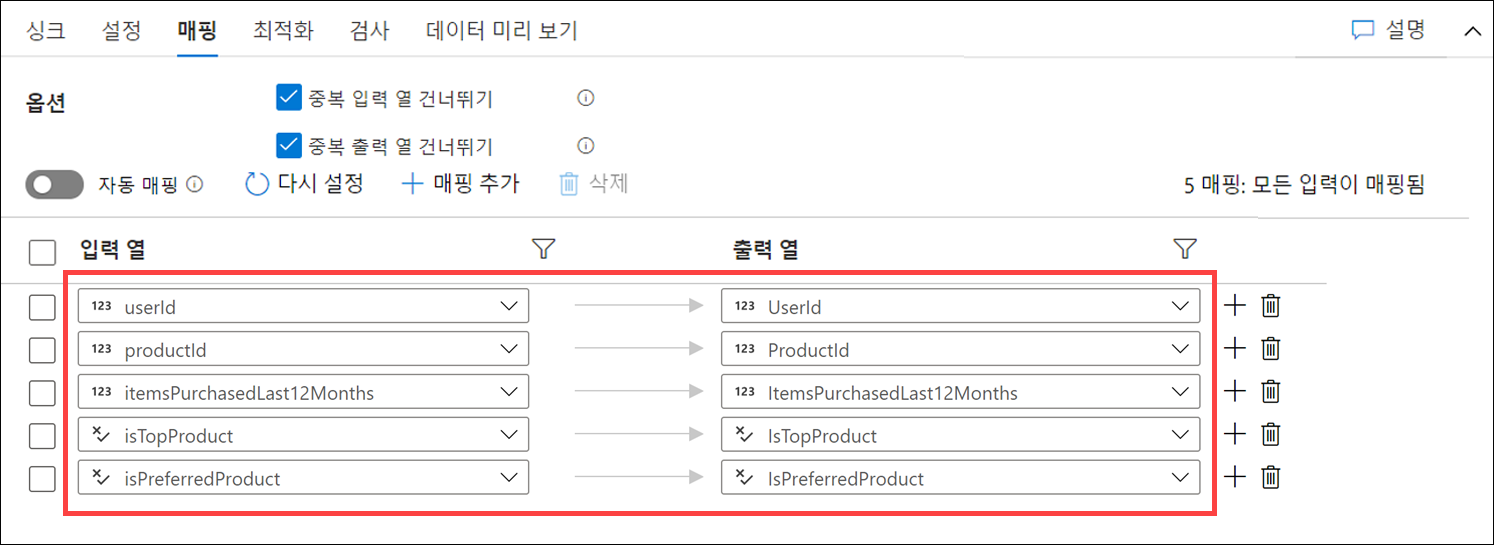 싱크 설정 매핑 최적화 검사 데이터 미리 보기 설명
옵션 중복 입력 열 건너뛰기
중복 출력 열 건너뛰기
자동 매핑 다시 설정 매핑 추가 삭제 5 매핑: 모든 입력이 매핑됨
입력 열 출력 열
123 userId 123 UserId
123 productId 123 ProductId
123 itemsPurchasedLast12Months 123 ItemsPurchasedLast12Months
isTopProduct IsTopProduct
isPreferredProduct IsPreferredProduct